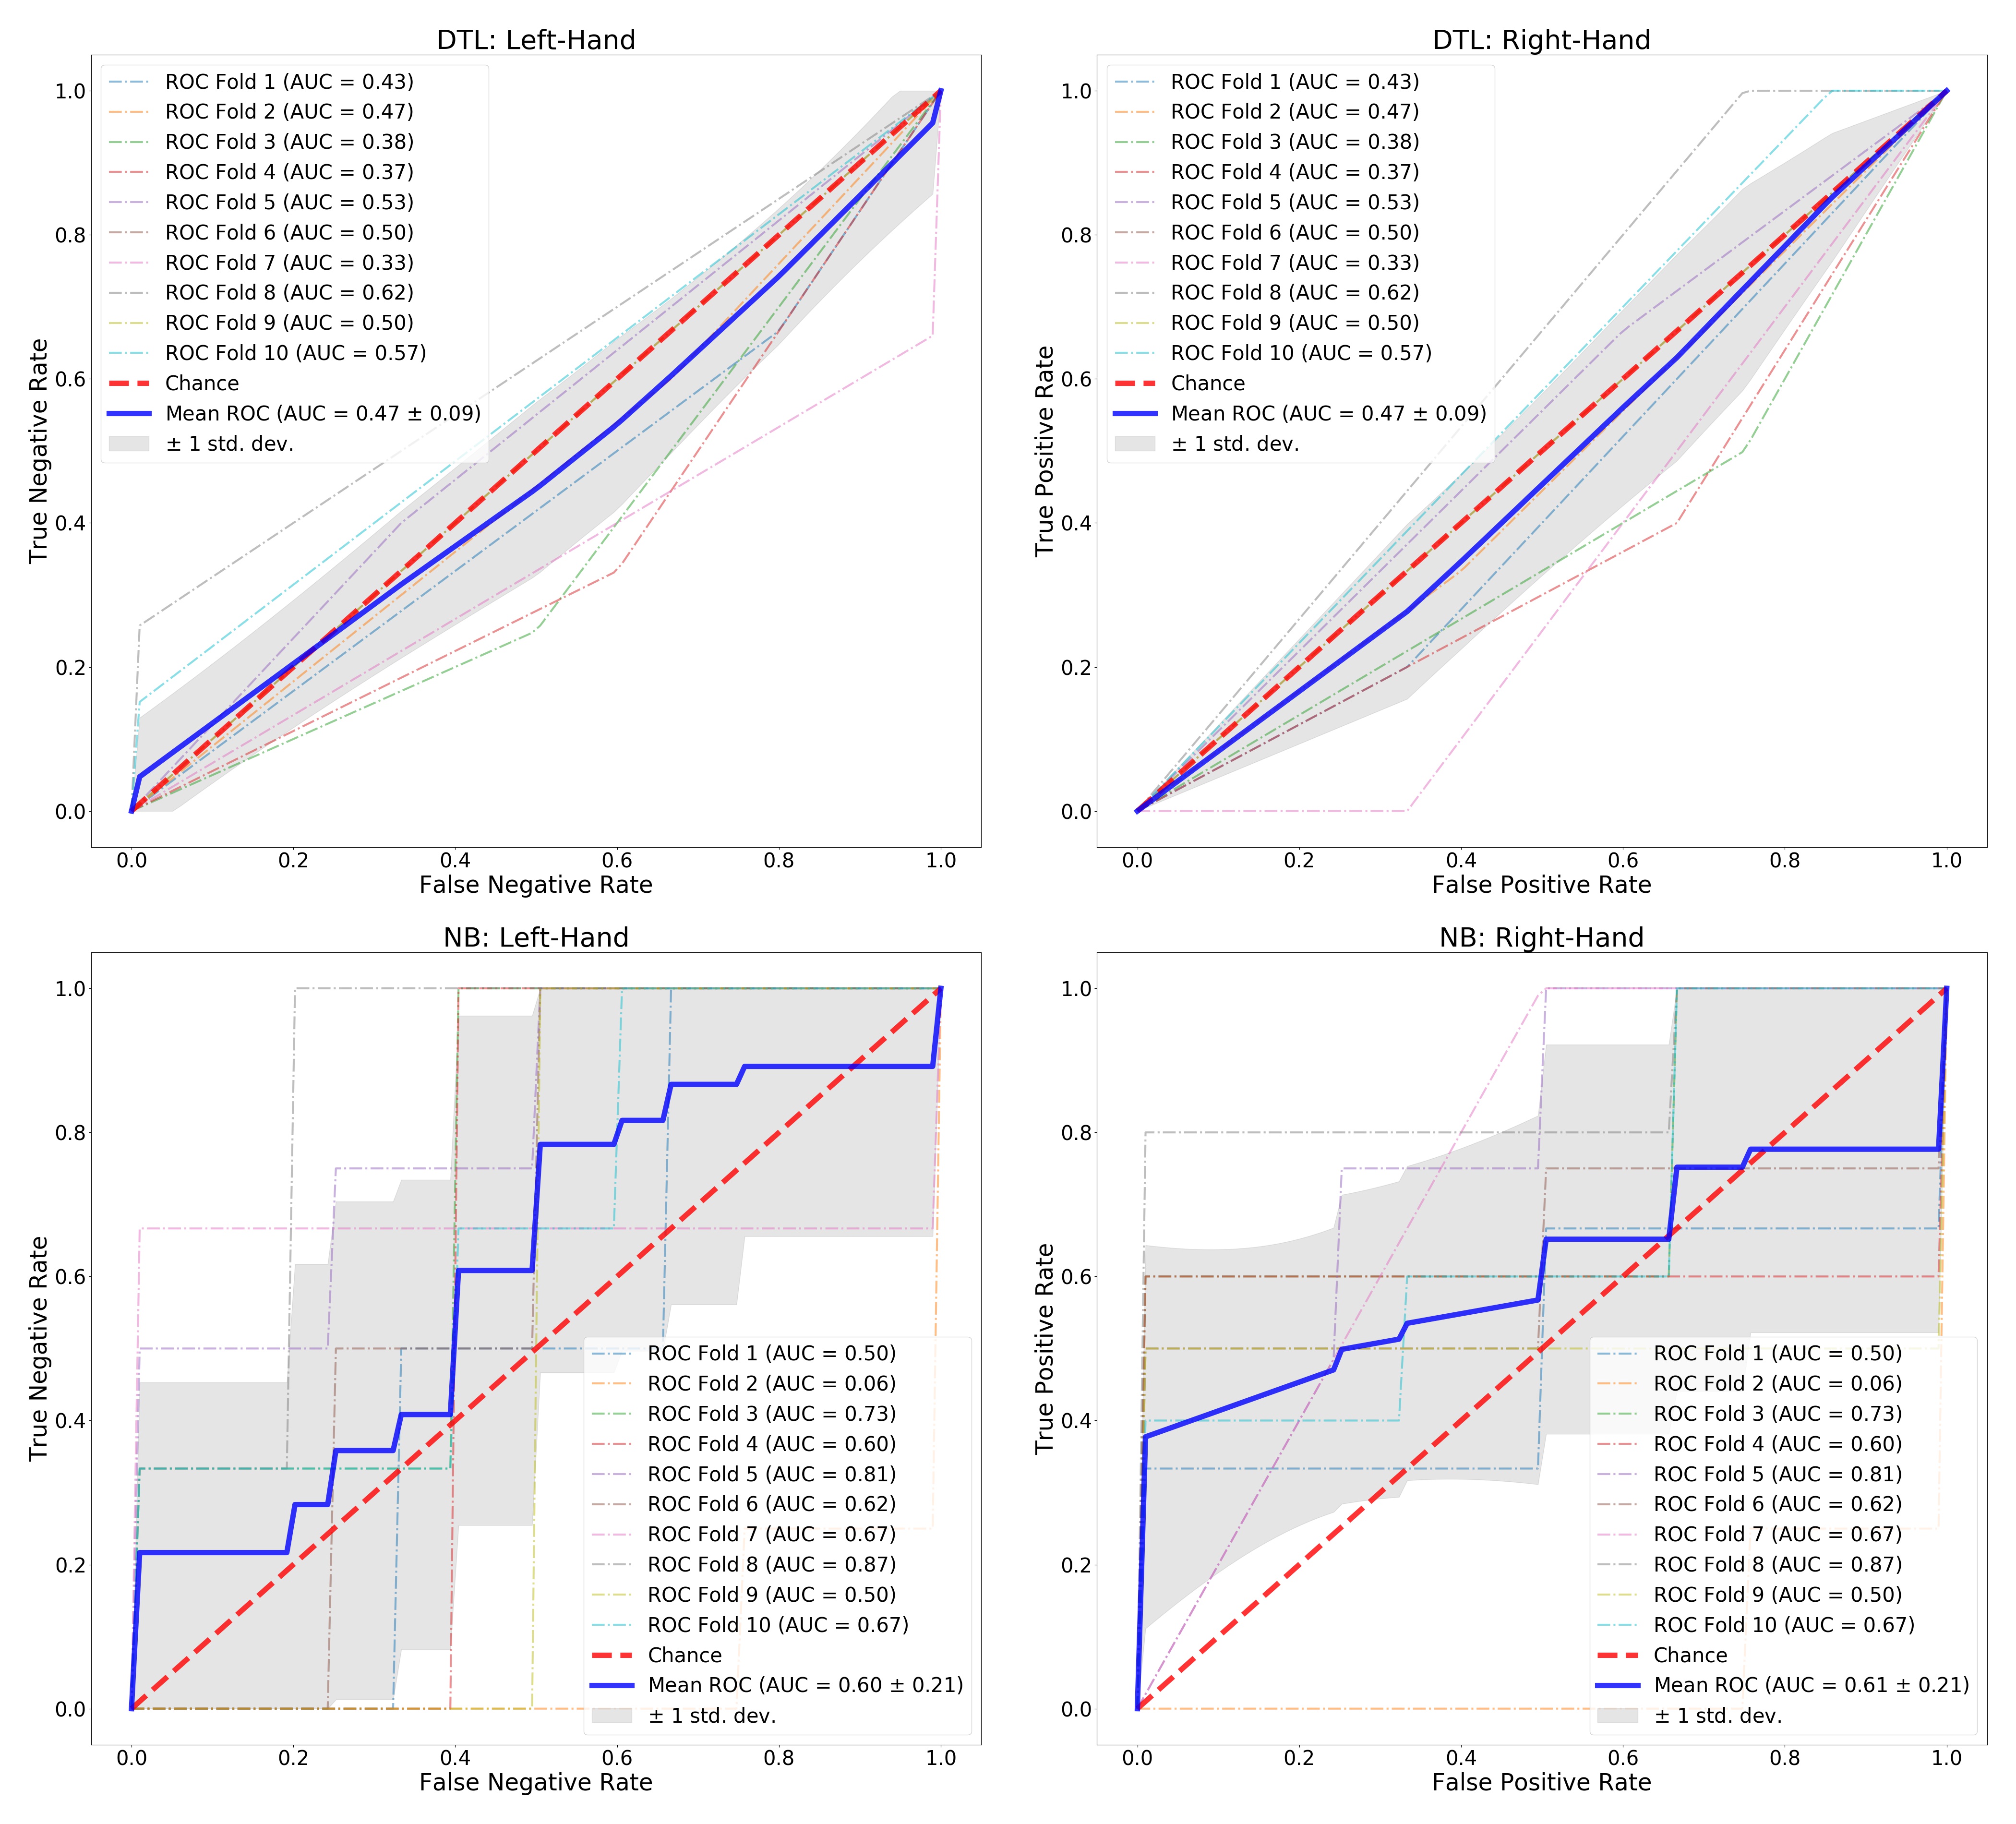 DTL: Left-Hand
ROC Fold 1 (AUC = 0.43)
ROC Fold 2 (AUC = 0.47)
ROC Fold 3 (AUC = 0.38)
ROC Fold 4 (AUC = 0.37)
ROC Fold 5 (AUC = 0.53)
ROC Fold 6 (AUC = 0.50)
ROC Fold 7 (AUC = 0.33)
ROC Fold 8 (AUC = 0.62)
ROC Fold 9 (AUC = 0.50)
ROC Fold 10 (AUC = 0.57)
Chance
Mean ROC (AUC = 0.47 ± 0.09)
± 1 std. dev.
True Negative Rate
1.0
0.8
0.6
0.4
0.2
0.0
0.0 0.2 0.4 0.6 0.8 1.0
False Negative Rate
DTL: Right-Hand
ROC Fold 1 (AUC = 0.43)
ROC Fold 2 (AUC = 0.47)
ROC Fold 3 (AUC = 0.38)
ROC Fold 4 (AUC = 0.37)
ROC Fold 5 (AUC = 0.53)
ROC Fold 6 (AUC = 0.50)
ROC Fold 7 (AUC = 0.33)
ROC Fold 8 (AUC = 0.62)
ROC Fold 9 (AUC = 0.50)
ROC Fold 10 (AUC = 0.57)
Chance
Mean ROC (AUC = 0.47 ± 0.09)
± 1 std. dev.
True Positive Rate
1.0
0.8
0.6
0.4
0.2
0.0
0.0 0.2 0.4 0.6 0.8 1.0
False Positive Rate
NB: Left-Hand
True Negative Rate
1.0
0.8
0.6
0.4
0.2
0.0
ROC Fold 1 (AUC = 0.50)
ROC Fold 2 (AUC = 0.06)
ROC Fold 3 (AUC = 0.73)
ROC Fold 4 (AUC = 0.60)
ROC Fold 5 (AUC = 0.81)
ROC Fold 6 (AUC = 0.62)
ROC Fold 7 (AUC = 0.67)
ROC Fold 8 (AUC = 0.87)
ROC Fold 9 (AUC = 0.50)
ROC Fold 10 (AUC = 0.67)
Chance
Mean ROC (AUC = 0.60 ± 0.21)
± 1 std. dev.
0.0 0.2 0.4 0.6 0.8 1.0
False Negative Rate
NB: Right-Hand
True Positive Rate
1.0
0.8
0.6
0.4
0.2
0.0
ROC Fold 1 (AUC = 0.50)
ROC Fold 2 (AUC = 0.06)
ROC Fold 3 (AUC = 0.73)
ROC Fold 4 (AUC = 0.60)
ROC Fold 5 (AUC = 0.81)
ROC Fold 6 (AUC = 0.62)
ROC Fold 7 (AUC = 0.67)
ROC Fold 8 (AUC = 0.87)
ROC Fold 9 (AUC = 0.50)
ROC Fold 10 (AUC = 0.67)
Chance
Mean ROC (AUC = 0.61 ± 0.21)
± 1 std. dev.
0.0 0.2 0.4 0.6 0.8 1.0
False Positive Rate